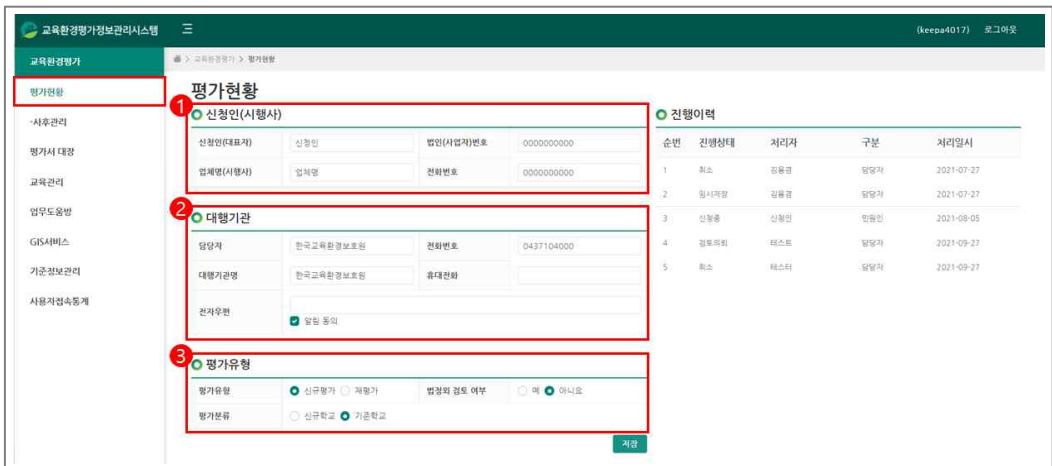 교육환경평가정보관리시스템
(keepa4017) 로그아웃
교육환경평가
평가현황
-사후관리
평가서 대장
교육관리
업무도움방
GIS서비스
기준정보관리
사용자접속통계
> 교육환경평가 > 평가현황
평가현황
1
신청인(시행사)
신청인(대표자) 신청인 법인(사업자)번호 0000000000
업체명(시행사) 업체명 전화번호 0000000000
2
대행기관
담당자 한국교육환경보호원 전화번호 0437104000
대행기관명 한국교육환경보호원 휴대전화
전자우편
알림 동의
3
평가유형
평가유형 신규평가 재평가 법정외 검토 여부 예 아니요
평가분류 신규학교 기존학교
저장
진행이력
순번 진행상태 처리자 구분 처리일시
1 취소 김용겸 담당자 2021-07-27
2 임시저장 김용겸 담당자 2021-07-27
3 신청중 신청인 민원인 2021-08-05
4 검토의뢰 테스트 담당자 2021-09-27
5 취소 테스터 담당자 2021-09-27